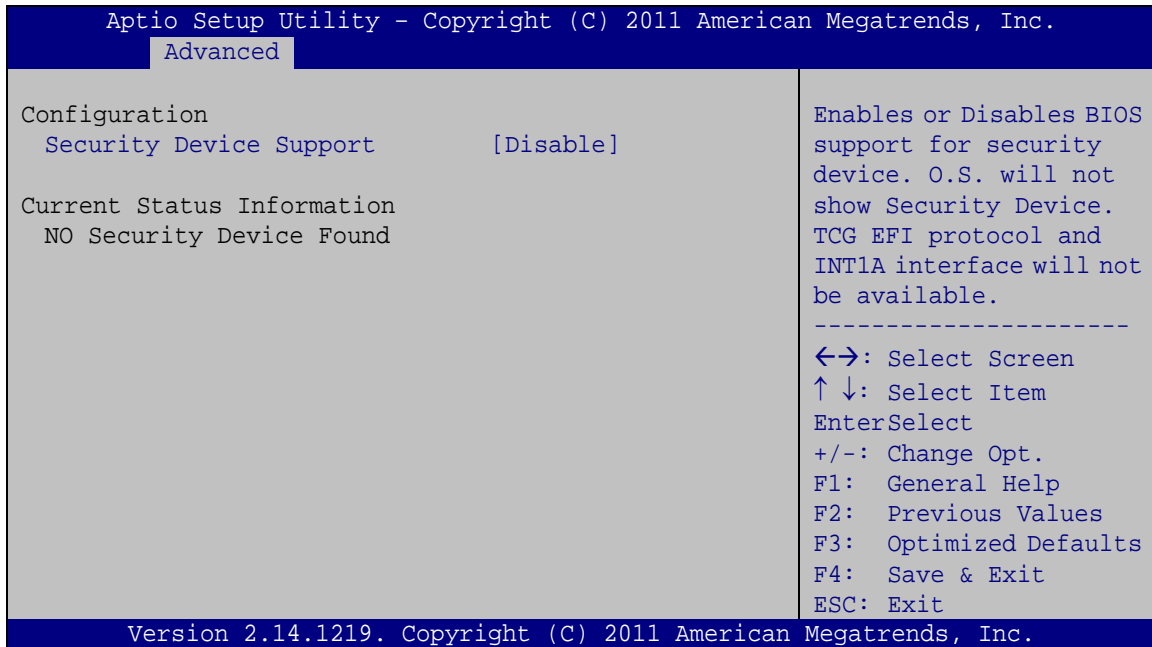 Aptio Setup Utility – Copyright (C) 2011 American Megatrends, Inc.
Advanced
Configuration
Security Device Support [Disable]
Current Status Information
NO Security Device Found
Enables or Disables BIOS
support for security
device. O.S. will not
show Security Device.
TCG EFI protocol and
INT1A interface will not
be available.
----------------------
←→: Select Screen
↑ ↓: Select Item
EnterSelect
+/-: Change Opt.
F1: General Help
F2: Previous Values
F3: Optimized Defaults
F4: Save & Exit
ESC: Exit
Version 2.14.1219. Copyright (C) 2011 American Megatrends, Inc.